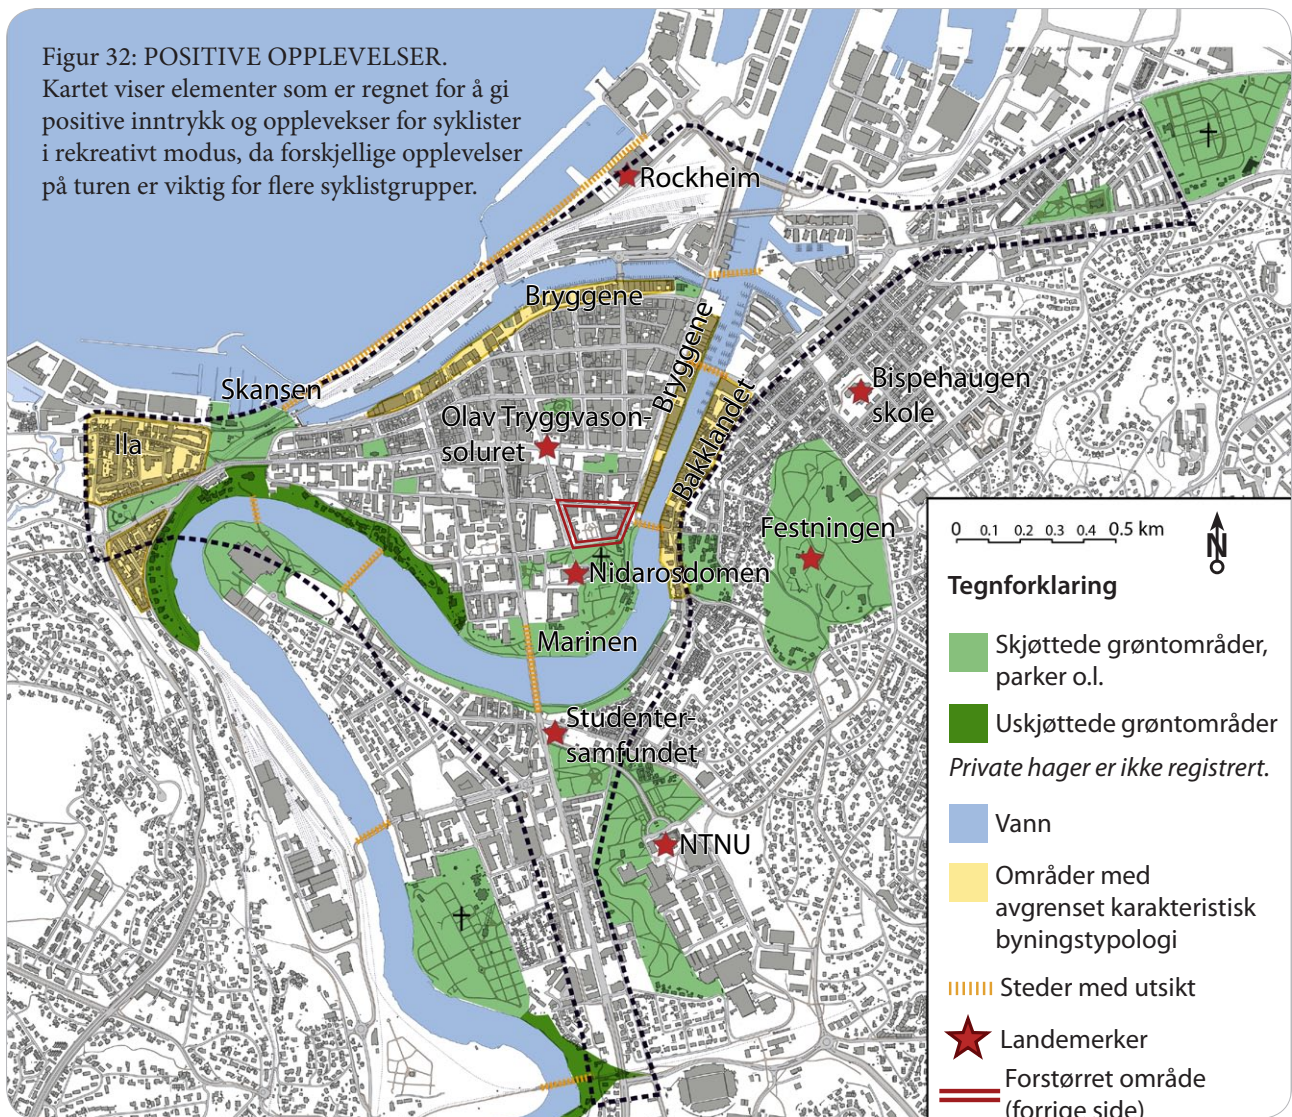 Figur 32: POSITIVE OPPLEVELSER.
Kartet viser elementer som er regnet for å gi
positive inntrykk og opplevekser for syklister
i rekreativt modus, da forskjellige opplevelser
på turen er viktig for flere syklistgrupper.
Rockheim
Bryggene
Bryggene
Skansen
Bispehaugen
skole
Olav Tryggvason-
soluret
Ila
Bakklandet
Festningen
Nidarosdomen
Marinen
Studenter-
samfundet
NTNU
0 0.1 0.2 0.3 0.4 0.5 km
N
Tegnforklaring
Skjøttede grøntområder,
parker o.l.
Uskjøttede grøntområder
Private hager er ikke registrert.
Vann
Områder med
avgrenset karakteristisk
byningstypologi
Steder med utsikt
Landemerker
Forstørret område
(forrige side)